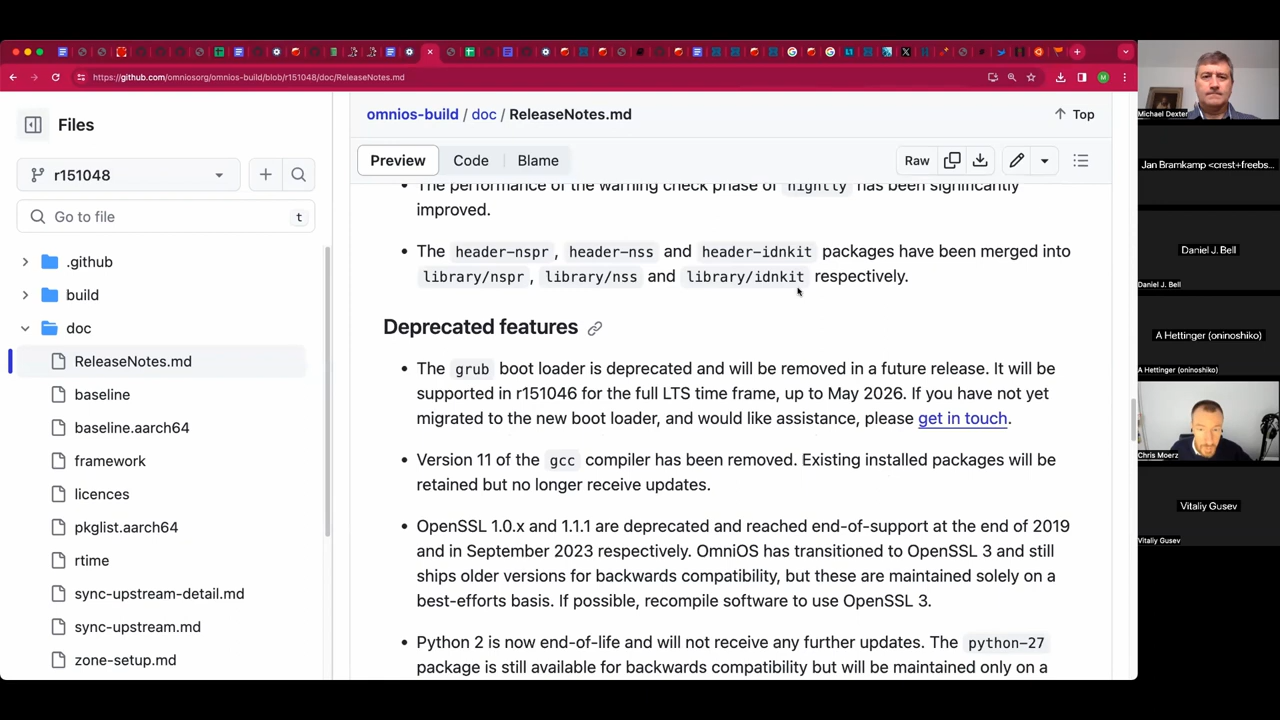 https://github.com/omniosorg/omnios-build/blob/r151048/doc/ReleaseNotes.md
M
Files
omnios-build / doc / ReleaseNotes.md
Top
r151048
Preview
Code
Blame
Raw
Go to file
t
.github
build
doc
ReleaseNotes.md
baseline
baseline.aarch64
framework
licences
pkglist.aarch64
rtime
sync-upstream-detail.md
sync-upstream.md
zone-setup.md
The performance of the warning check phase of nightly has been significantly
improved.
The header-nspr , header-nss and header-idnkit packages have been merged into
library/nspr , library/nss and library/idnkit respectively.
Deprecated features
The grub boot loader is deprecated and will be removed in a future release. It will be
supported in r151046 for the full LTS time frame, up to May 2026. If you have not yet
migrated to the new boot loader, and would like assistance, please get in touch.
Version 11 of the gcc compiler has been removed. Existing installed packages will be
retained but no longer receive updates.
OpenSSL 1.0.x and 1.1.1 are deprecated and reached end-of-support at the end of 2019
and in September 2023 respectively. OmniOS has transitioned to OpenSSL 3 and still
ships older versions for backwards compatibility, but these are maintained solely on a
best-efforts basis. If possible, recompile software to use OpenSSL 3.
Python 2 is now end-of-life and will not receive any further updates. The python-27
package is still available for backwards compatibility but will be maintained only on a
Michael Dexter
Jan Bramkamp <crest+freebs...
Daniel J. Bell
Daniel J. Bell
A Hettinger (oninoshiko)
A Hettinger (oninoshiko)
Chris Moerz
Vitaliy Gusev
Vitaliy Gusev